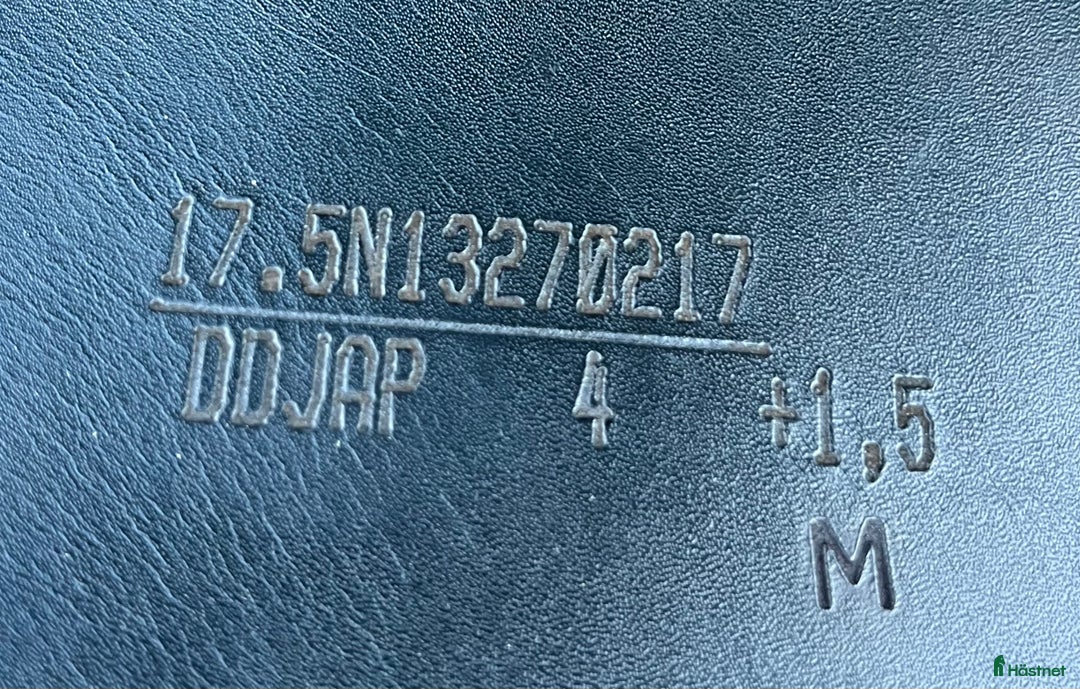 17.5N13270217
DDJAP 4 +1,5
M
Hästnet